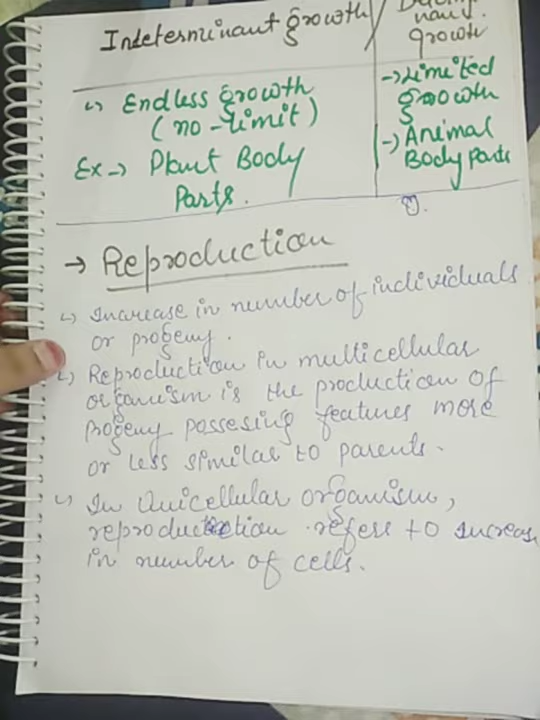 Indeterminant growth / Determ
nant
growth
↳ Endless growth
(no-limit)
Ex → Plant Body
Parts.
→ Limited
growth
→ Animal
Body parts
→ Reproduction
↳ Increase in number of individuals
or progeny.
↳ Reproduction in multicellular
organism is the production of
progeny possesing features more
or less similar to parents.
↳ In Unicellular organism,
reproduction refers to increase
in number of cells.